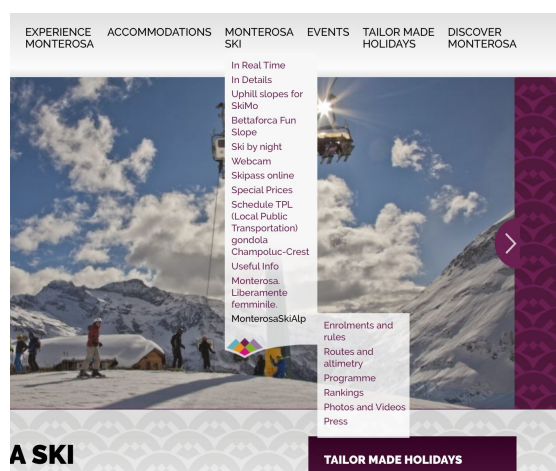 EXPERIENCE
MONTEROSA
ACCOMMODATIONS
MONTEROSA
SKI
EVENTS
TAILOR MADE
HOLIDAYS
DISCOVER
MONTEROSA
In Real Time
In Details
Uphill slopes for
SkiMo
Bettaforca Fun
Slope
Ski by night
Webcam
Skipass online
Special Prices
Schedule TPL
(Local Public
Transportation)
gondola
Champoluc-Crest
Useful Info
Monterosa.
Liberamente
femminile.
MonterosaSkiAlp
Enrolments and
rules
Routes and
altimetry
Programme
Rankings
Photos and Videos
Press
A SKI
TAILOR MADE HOLIDAYS